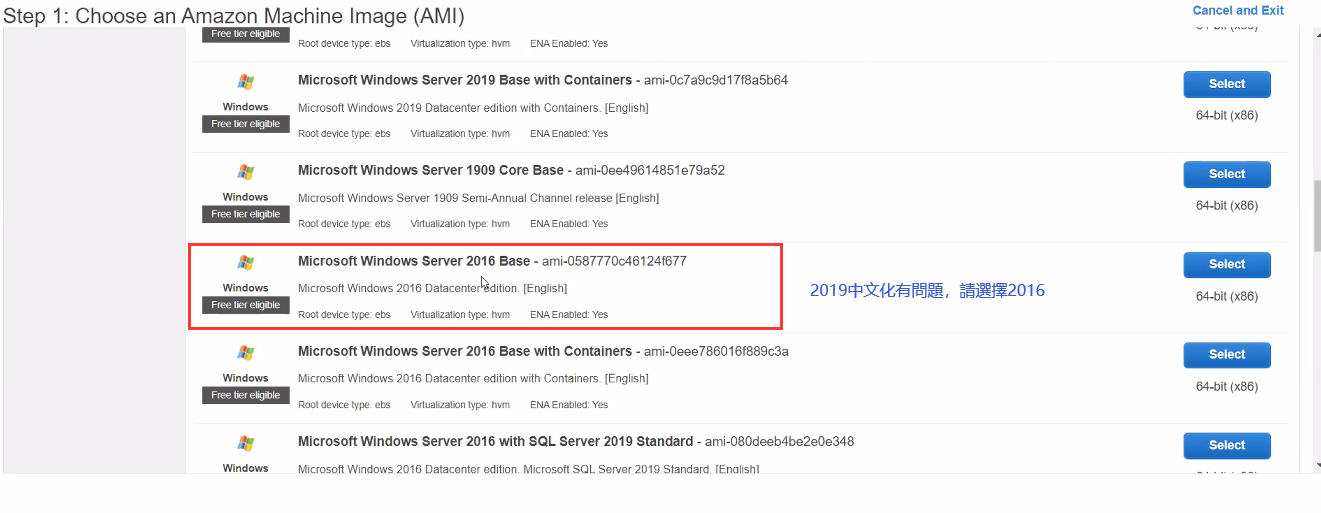 Step 1: Choose an Amazon Machine Image (AMI)
Cancel and Exit
Free tier eligible
Root device type: ebs Virtualization type: hvm ENA Enabled: Yes
Microsoft Windows Server 2019 Base with Containers - ami-0c7a9c9d17f8a5b64
Select
Windows
Microsoft Windows 2019 Datacenter edition with Containers. [English]
64-bit (x86)
Free tier eligible
Root device type: ebs Virtualization type: hvm ENA Enabled: Yes
Microsoft Windows Server 1909 Core Base - ami-0ee49614851e79a52
Select
Windows
Microsoft Windows Server 1909 Semi-Annual Channel release [English]
64-bit (x86)
Free tier eligible
Root device type: ebs Virtualization type: hvm ENA Enabled: Yes
Microsoft Windows Server 2016 Base - ami-0587770c46124f677
Select
Windows
Microsoft Windows 2016 Datacenter edition. [English]
2019中文化有問題，請選擇2016
64-bit (x86)
Free tier eligible
Root device type: ebs Virtualization type: hvm ENA Enabled: Yes
Microsoft Windows Server 2016 Base with Containers - ami-0eee786016f889c3a
Select
Windows
Microsoft Windows 2016 Datacenter edition with Containers. [English]
64-bit (x86)
Free tier eligible
Root device type: ebs Virtualization type: hvm ENA Enabled: Yes
Microsoft Windows Server 2016 with SQL Server 2019 Standard - ami-080deeb4be2e0e348
Select
Windows
Microsoft Windows 2016 Datacenter edition. Microsoft SQL Server 2019 Standard. [English]